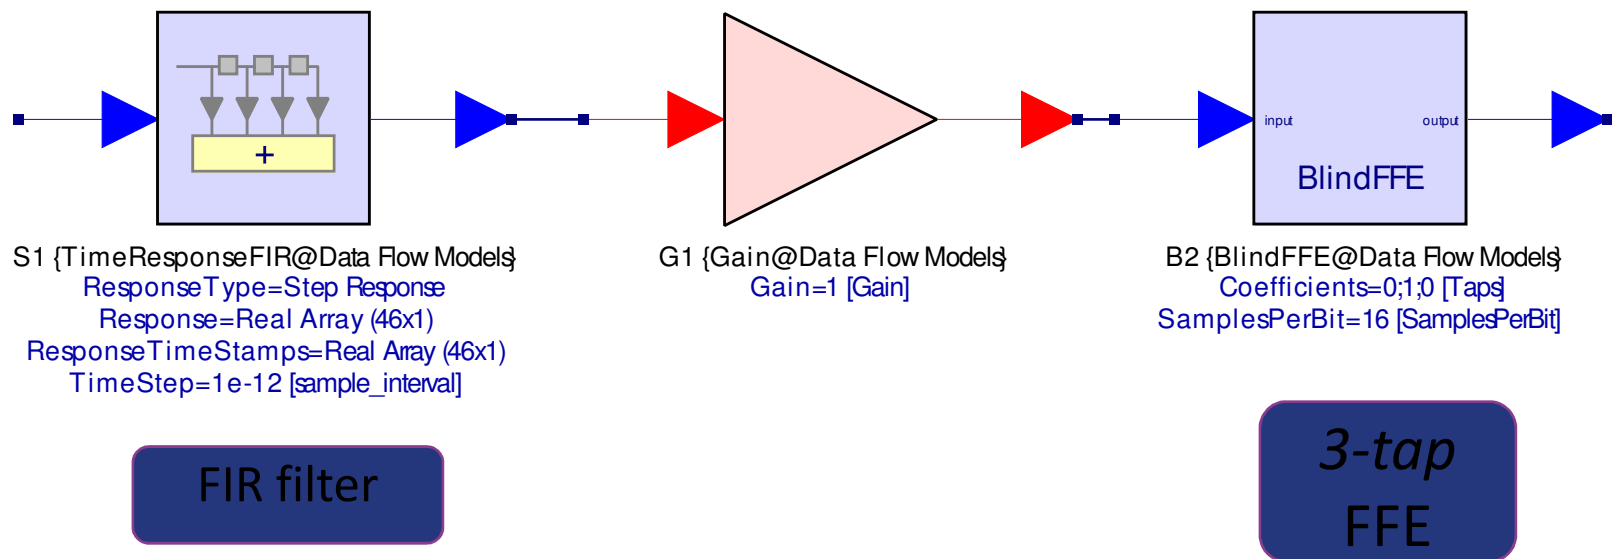 +
input
output
BlindFFE
S1 {TimeResponseFIR@Data Flow Models}
ResponseType=Step Response
Response=Real Array (46x1)
ResponseTimeStamps=Real Array (46x1)
TimeStep=1e-12 [sample_interval]
G1 {Gain@Data Flow Models}
Gain=1 [Gain]
B2 {BlindFFE@Data Flow Models}
Coefficients=0;1;0 [Taps]
SamplesPerBit=16 [SamplesPerBit]
FIR filter
3-tap
FFE